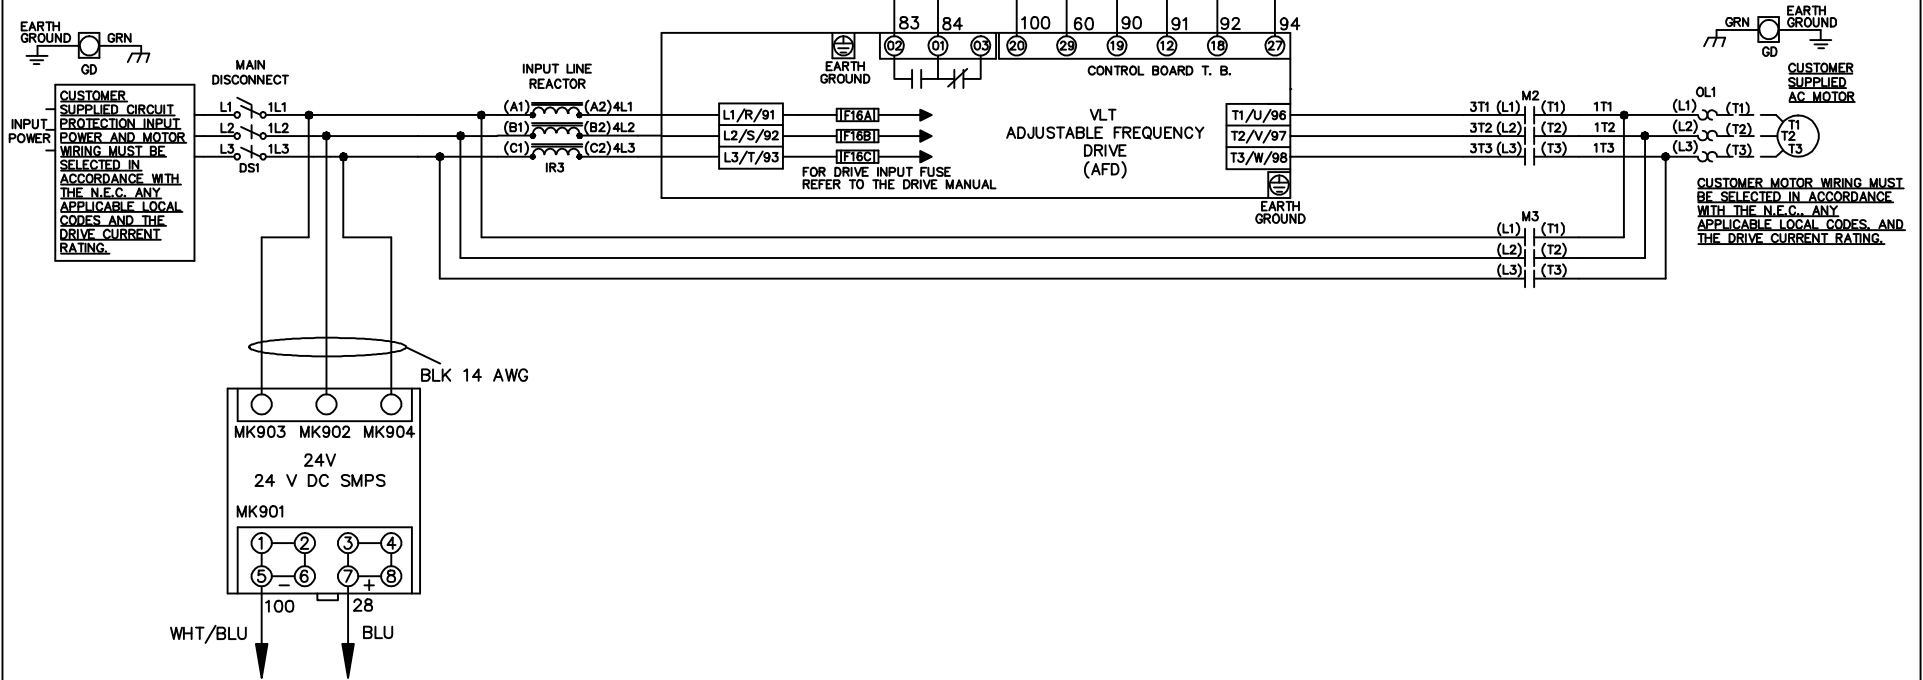 83 84 100 60 90 91 92 94
EARTH
GROUND
GRN
GD
02 01 03 20 29 19 12 18 27
EARTH
GROUND
CONTROL BOARD T. B.
GRN
EARTH
GROUND
GD
MAIN
DISCONNECT
INPUT LINE
REACTOR
CUSTOMER
SUPPLIED
AC MOTOR
INPUT
POWER
CUSTOMER
SUPPLIED CIRCUIT
PROTECTION INPUT
POWER AND MOTOR
WIRING MUST BE
SELECTED IN
ACCORDANCE WITH
THE N.E.C. ANY
APPLICABLE LOCAL
CODES AND THE
DRIVE CURRENT
RATING.
L1 1L1
L2 1L2
L3 1L3
DS1
(A1) (A2) 4L1
(B1) (B2) 4L2
(C1) (C2) 4L3
IR3
L1/R/91
L2/S/92
L3/T/93
F16A
F16B
F16C
FOR DRIVE INPUT FUSE
REFER TO THE DRIVE MANUAL
VLT
ADJUSTABLE FREQUENCY
DRIVE
(AFD)
T1/U/96
T2/V/97
T3/W/98
EARTH
GROUND
M2
3T1 (L1) (T1) 1T1
3T2 (L2) (T2) 1T2
3T3 (L3) (T3) 1T3
OL1
(L1) (T1)
(L2) (T2)
(L3) (T3)
T1
T2
T3
CUSTOMER MOTOR WIRING MUST
BE SELECTED IN ACCORDANCE
WITH THE N.E.C., ANY
APPLICABLE LOCAL CODES, AND
THE DRIVE CURRENT RATING.
M3
(L1) (T1)
(L2) (T2)
(L3) (T3)
BLK 14 AWG
MK903 MK902 MK904
24V
24 V DC SMPS
MK901
1 2 3 4
5 6 7 8
− +
100 28
WHT/BLU BLU